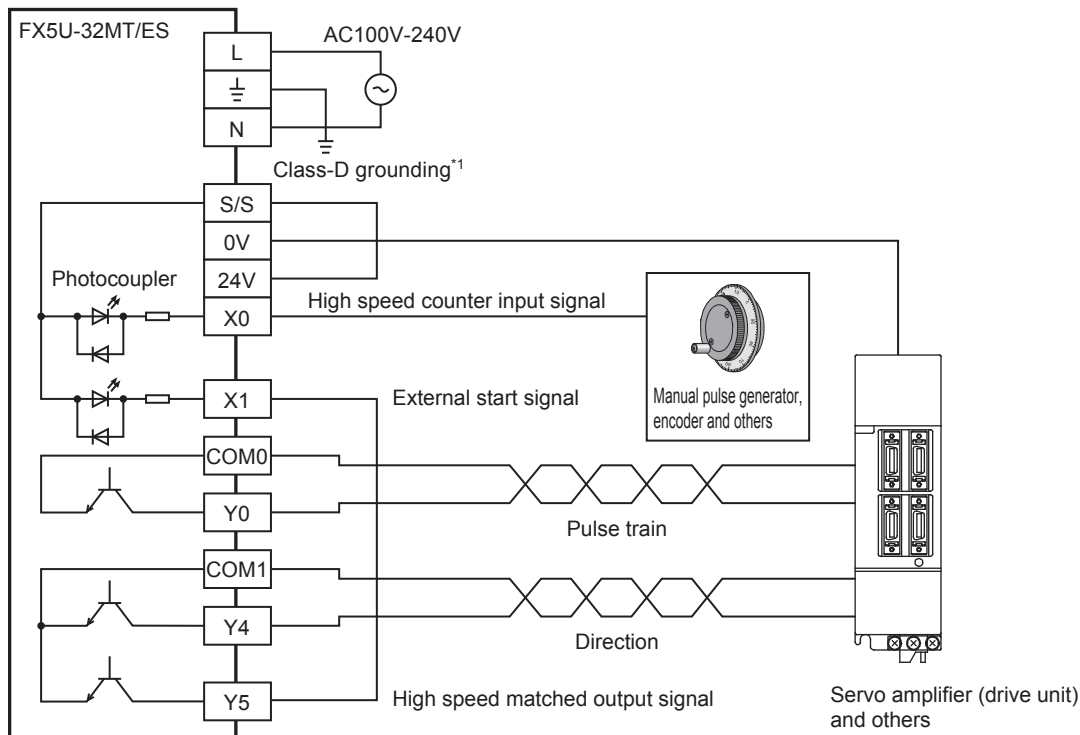 FX5U-32MT/ES
AC100V-240V
L
N
Class-D grounding*1
S/S
0V
24V
Photocoupler
High speed counter input signal
X0
Manual pulse generator,
encoder and others
X1
External start signal
COM0
Y0
Pulse train
COM1
Y4
Direction
Y5
High speed matched output signal
Servo amplifier (drive unit)
and others